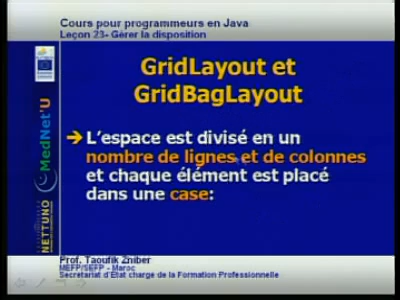 Cours pour programmeurs en Java
Leçon 23- Gérer la disposition
GridLayout et
GridBagLayout
L'espace est divisé en un
nombre de lignes et de colonnes
et chaque élément est placé
dans une case:
NETTUNO
MedNet'U
Prof. Taoufik Zniber
MEFP/SEFP - Maroc
Secrétariat d'État chargé de la Formation Professionnelle